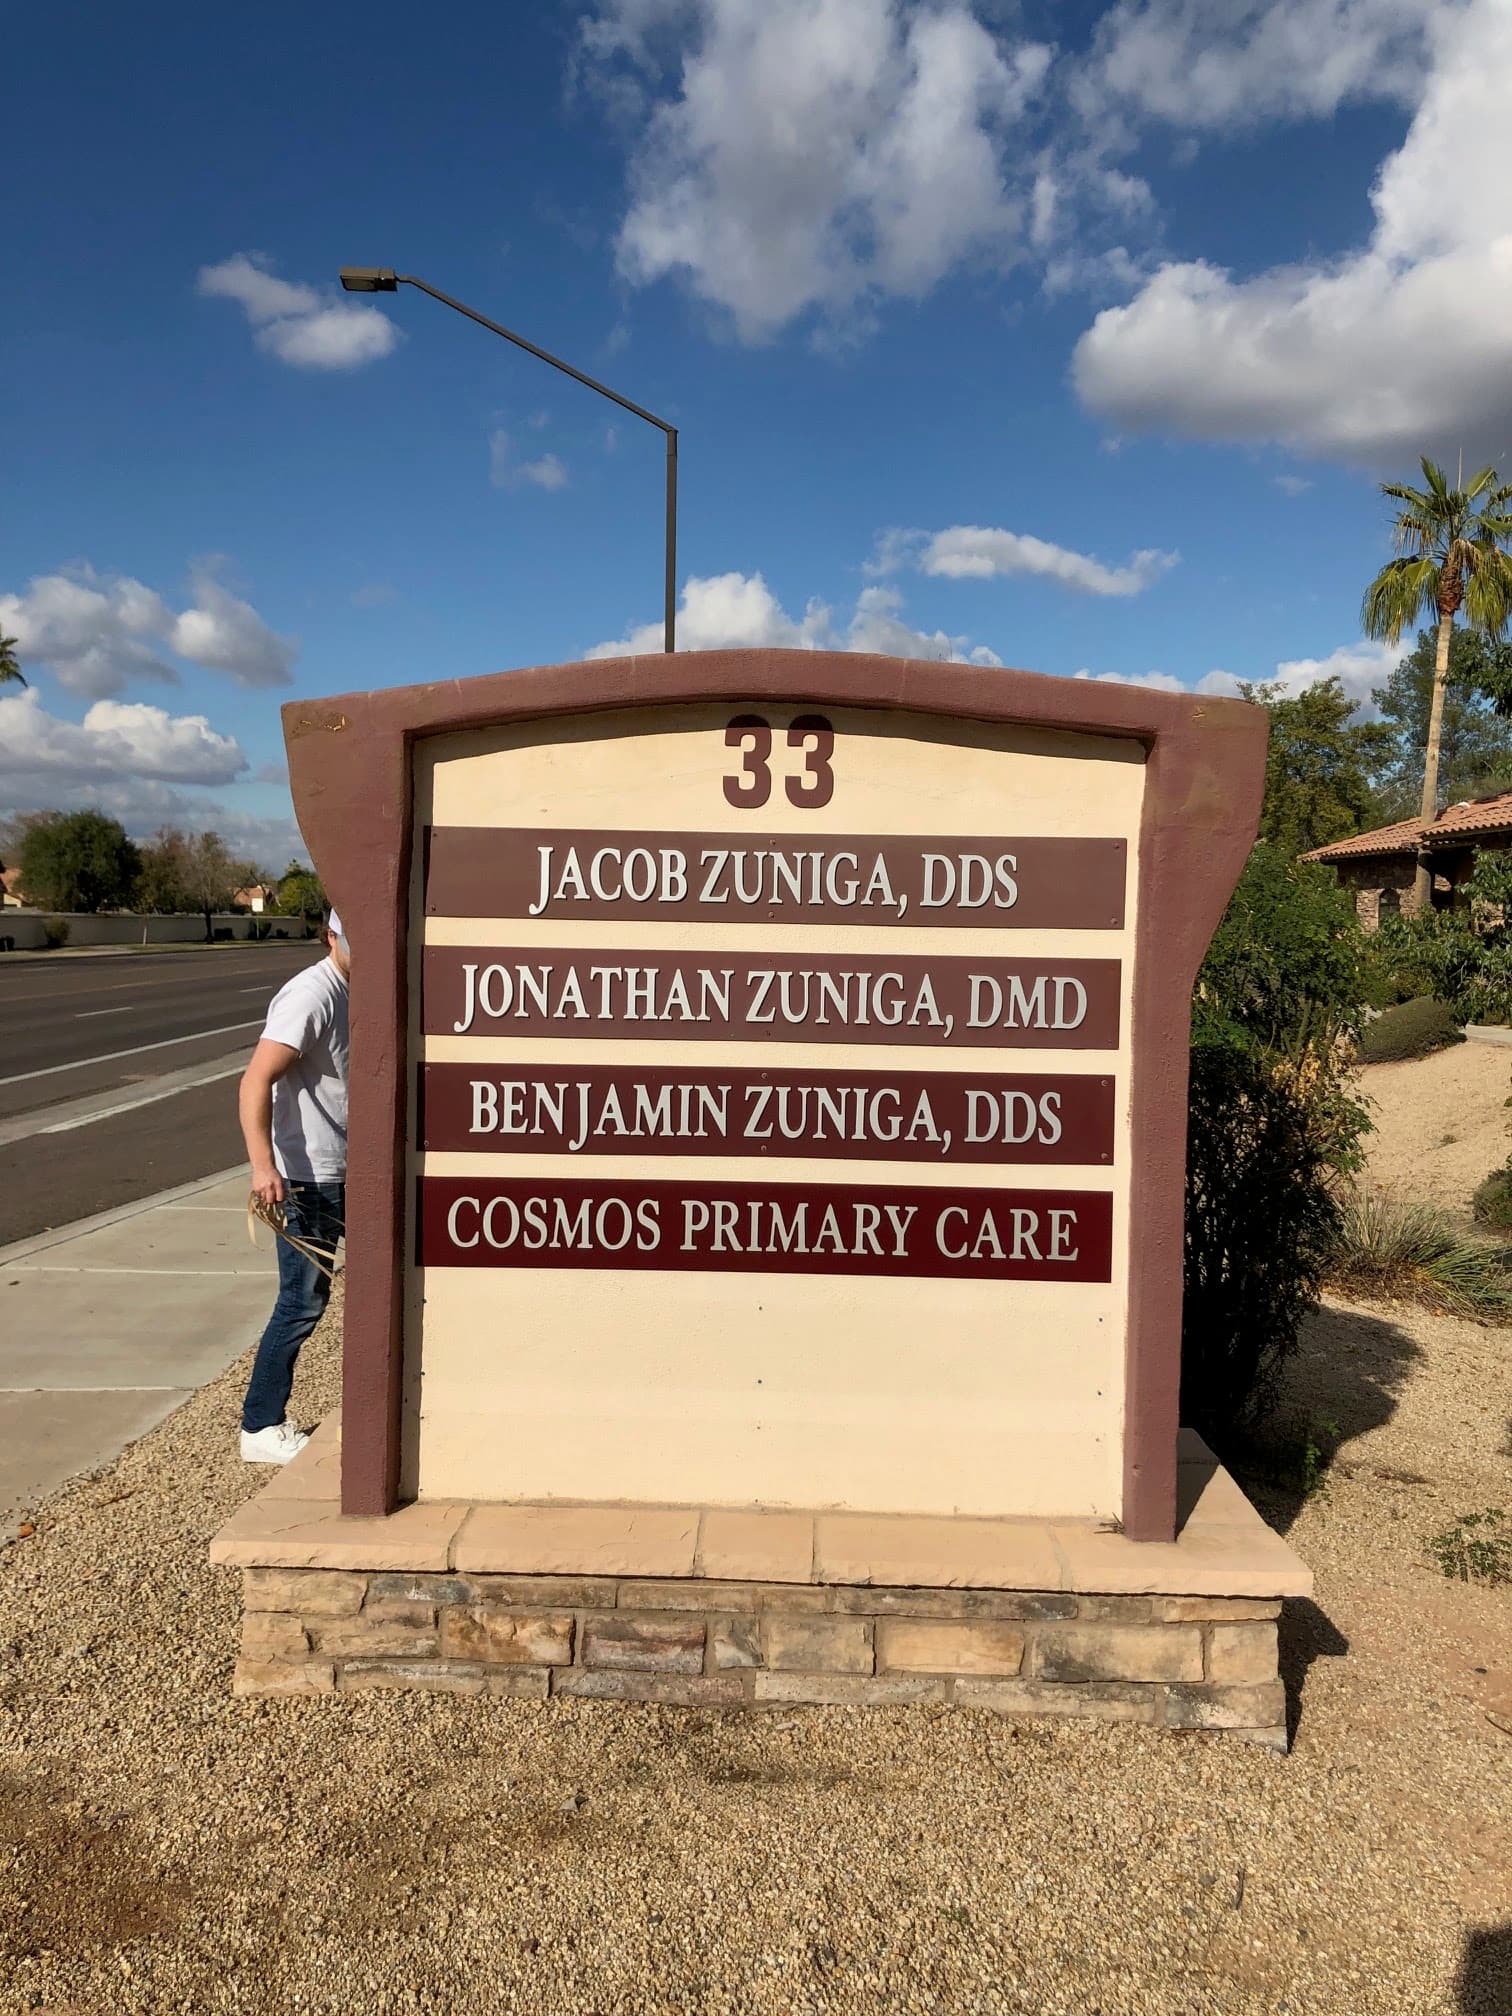 33
JACOB ZUNIGA, DDS
JONATHAN ZUNIGA, DMD
BENJAMIN ZUNIGA, DDS
COSMOS PRIMARY CARE